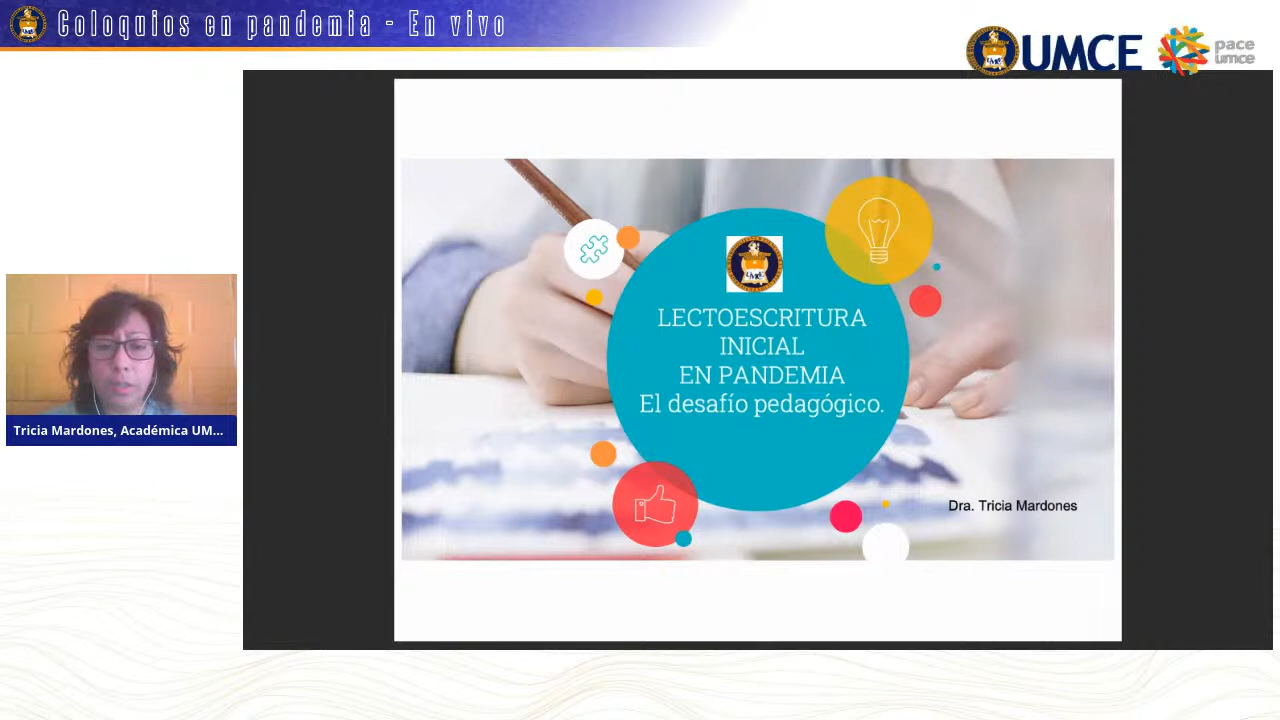 Coloquios en pandemia - En vivo
UMCE
pace
umce
LECTOESCRITURA
INICIAL
EN PANDEMIA
El desafío pedagógico.
Dra. Tricia Mardones
Tricia Mardones, Académica UM...